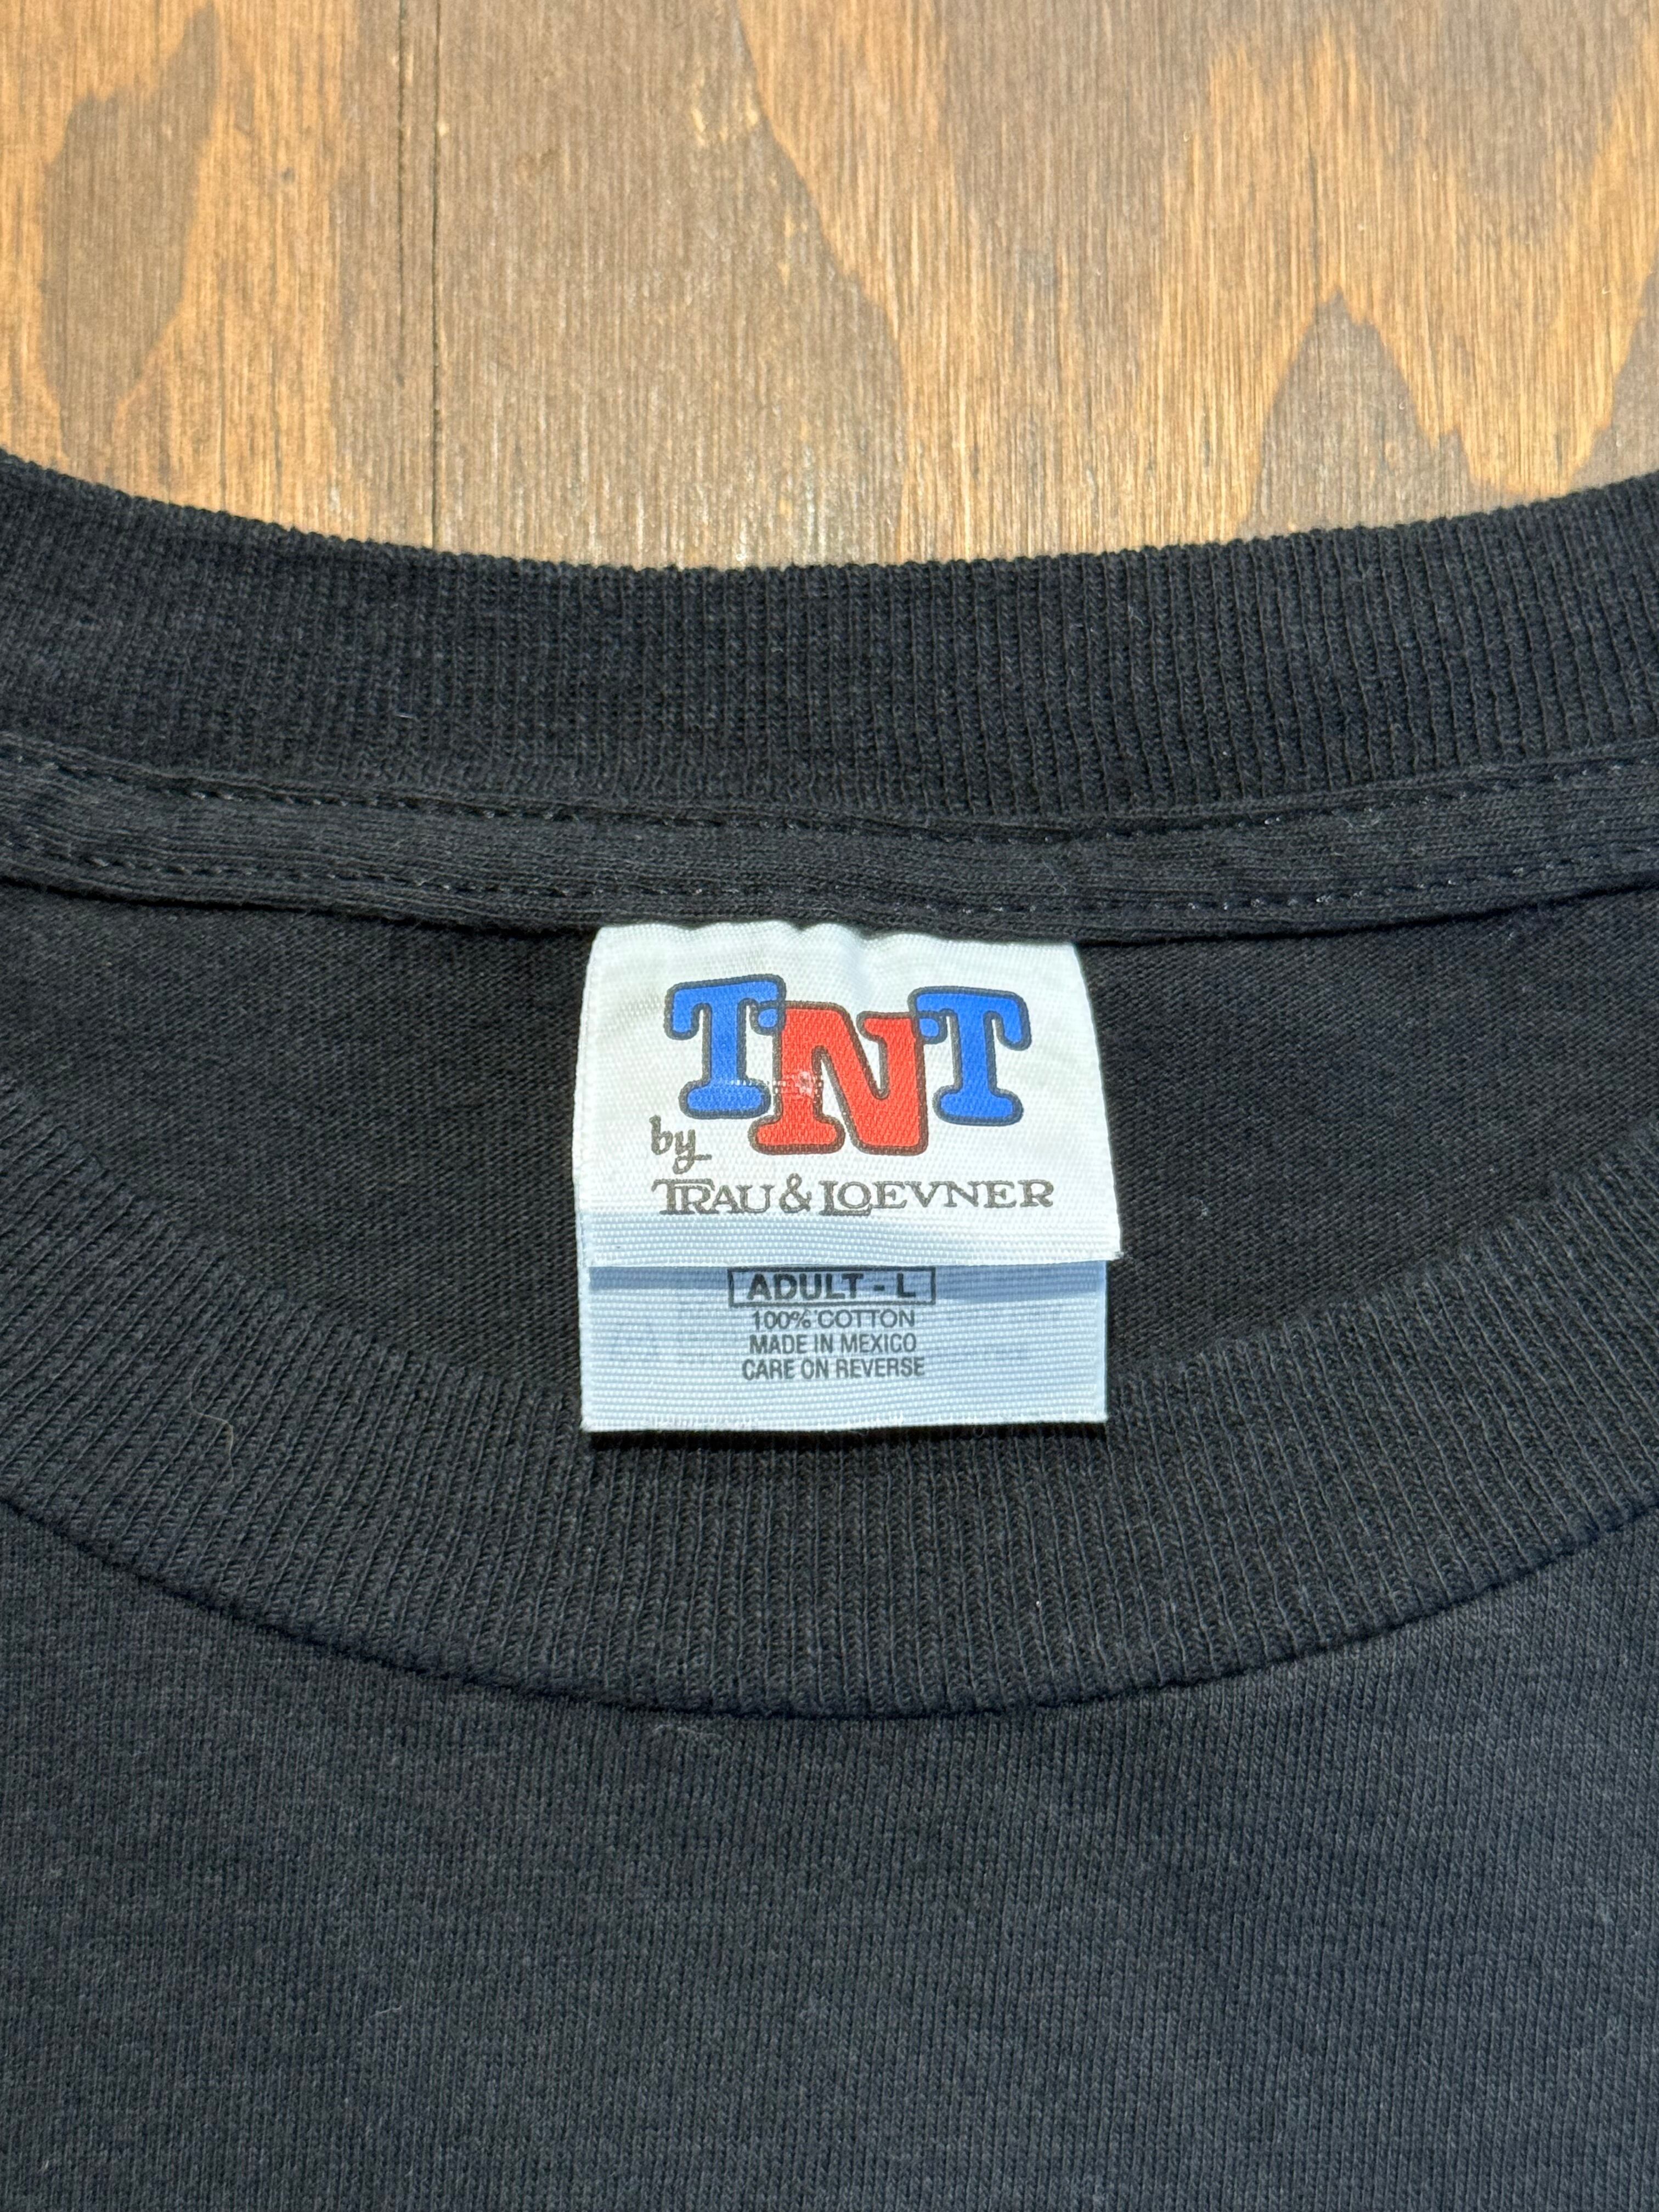 TNT
by
TRAU & LOEVNER
ADULT - L
100% COTTON
MADE IN MEXICO
CARE ON REVERSE